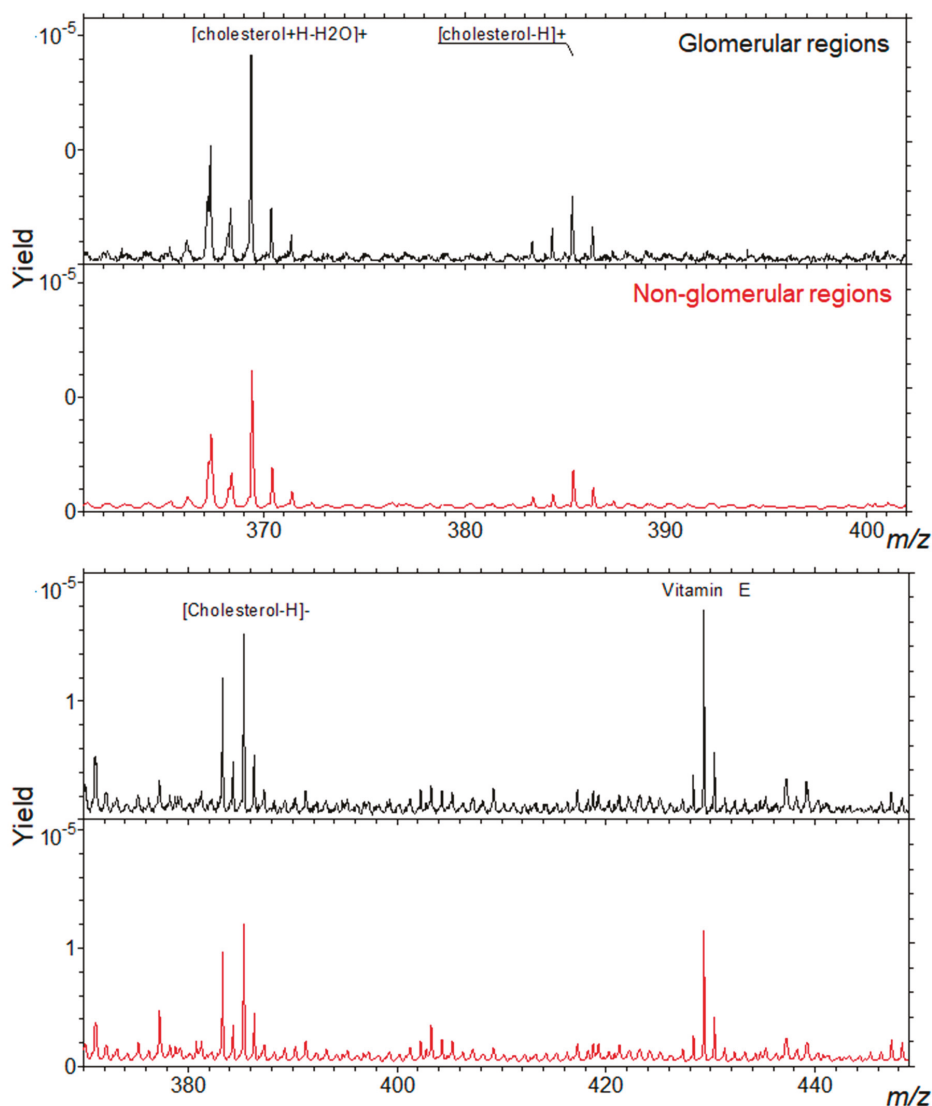 ·10⁻⁵
[cholesterol+H-H2O]+
[cholesterol-H]+
Glomerular regions
0
Yield
10⁻⁵
Non-glomerular regions
0
0
370
380
390
400
m/z
·10⁻⁵
[Cholesterol-H]-
Vitamin E
1
Yield
10⁻⁵
1
0
380
400
420
440
m/z